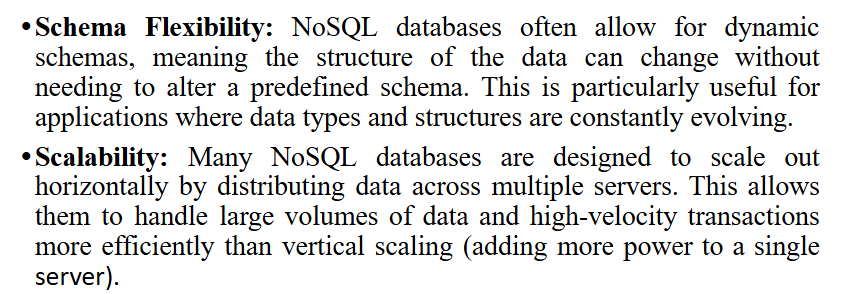 •Schema Flexibility: NoSQL databases often allow for dynamic
schemas, meaning the structure of the data can change without
needing to alter a predefined schema. This is particularly useful for
applications where data types and structures are constantly evolving.
•Scalability: Many NoSQL databases are designed to scale out
horizontally by distributing data across multiple servers. This allows
them to handle large volumes of data and high-velocity transactions
more efficiently than vertical scaling (adding more power to a single
server).